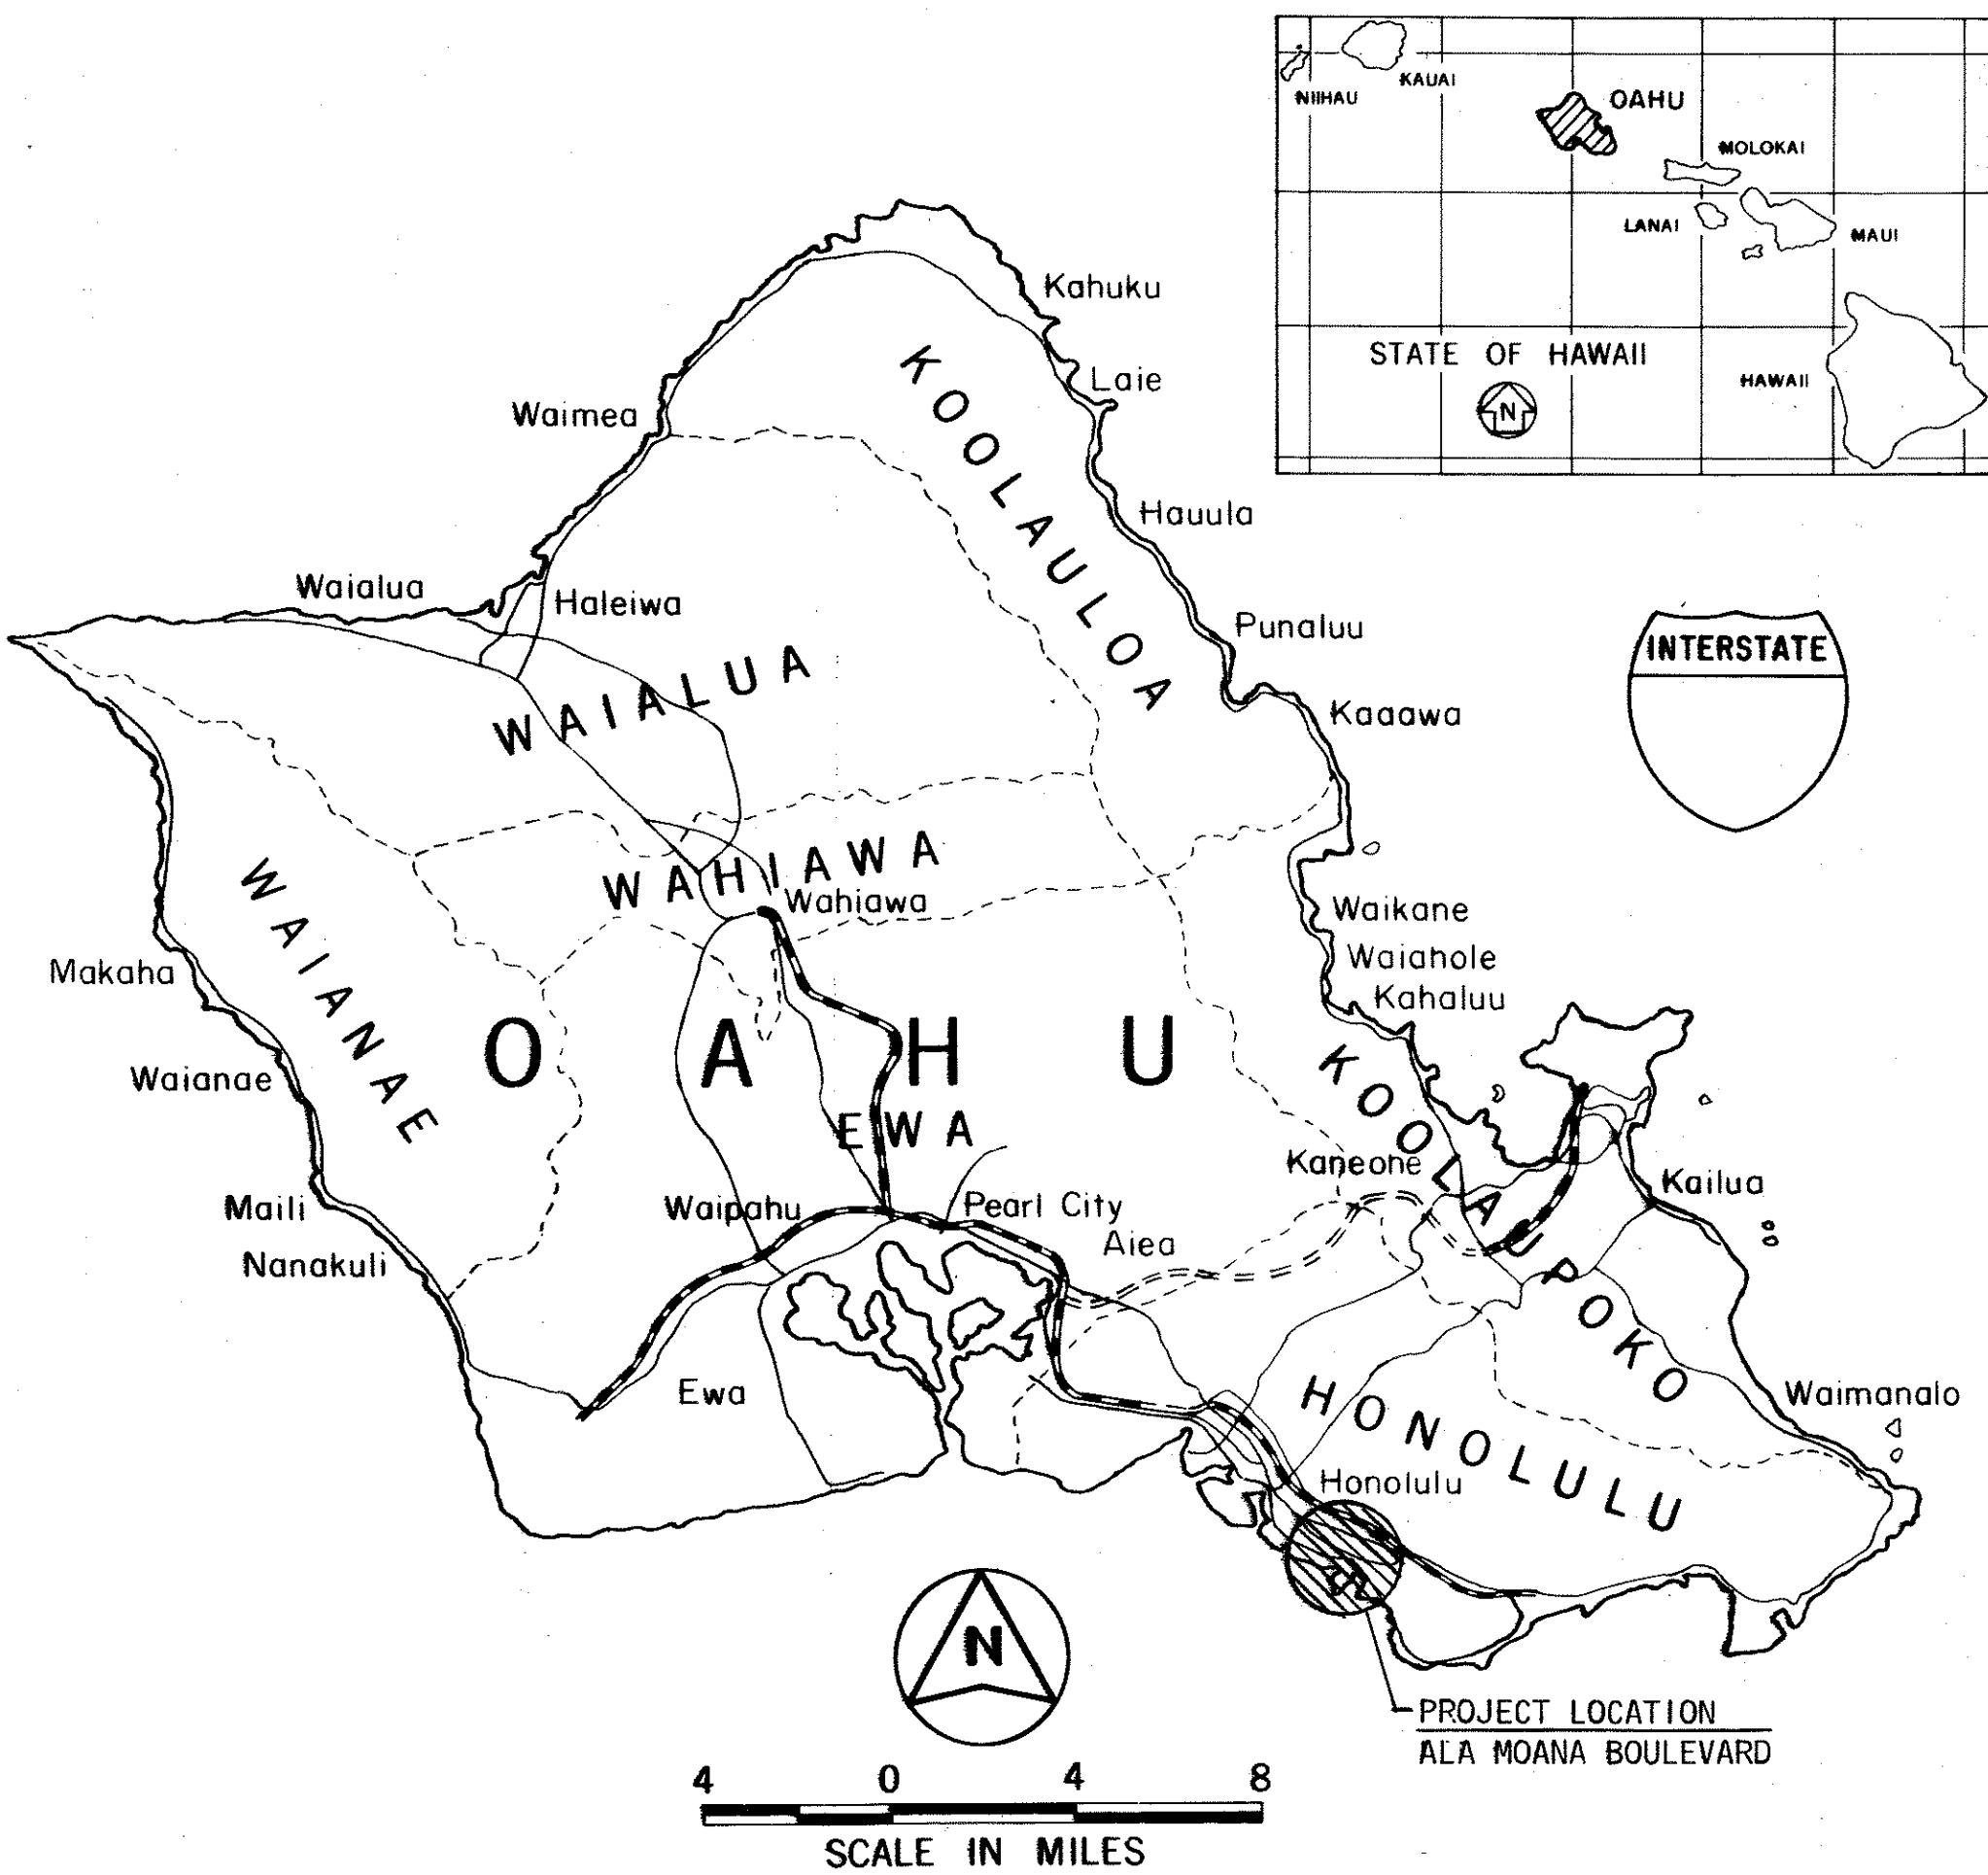 NIIHAU
KAUAI
OAHU
MOLOKAI
LANAI
MAUI
HAWAII
STATE OF HAWAII
N
Kahuku
Laie
Waimea
KOOLAULOA
Hauula
Waialua
Haleiwa
Punaluu
INTERSTATE
WAIALUA
Kaaawa
WAHIAWA
Wahiawa
WAIANAE
Waikane
Waiahole
Makaha
Kahaluu
OAHU
KOOLAUPOKO
Waianae
EWA
Kaneohe
Kailua
Maili
Waipahu
Pearl City
Aiea
Nanakuli
Ewa
HONOLULU
Waimanalo
Honolulu
N
PROJECT LOCATION
ALA MOANA BOULEVARD
4 0 4 8
SCALE IN MILES